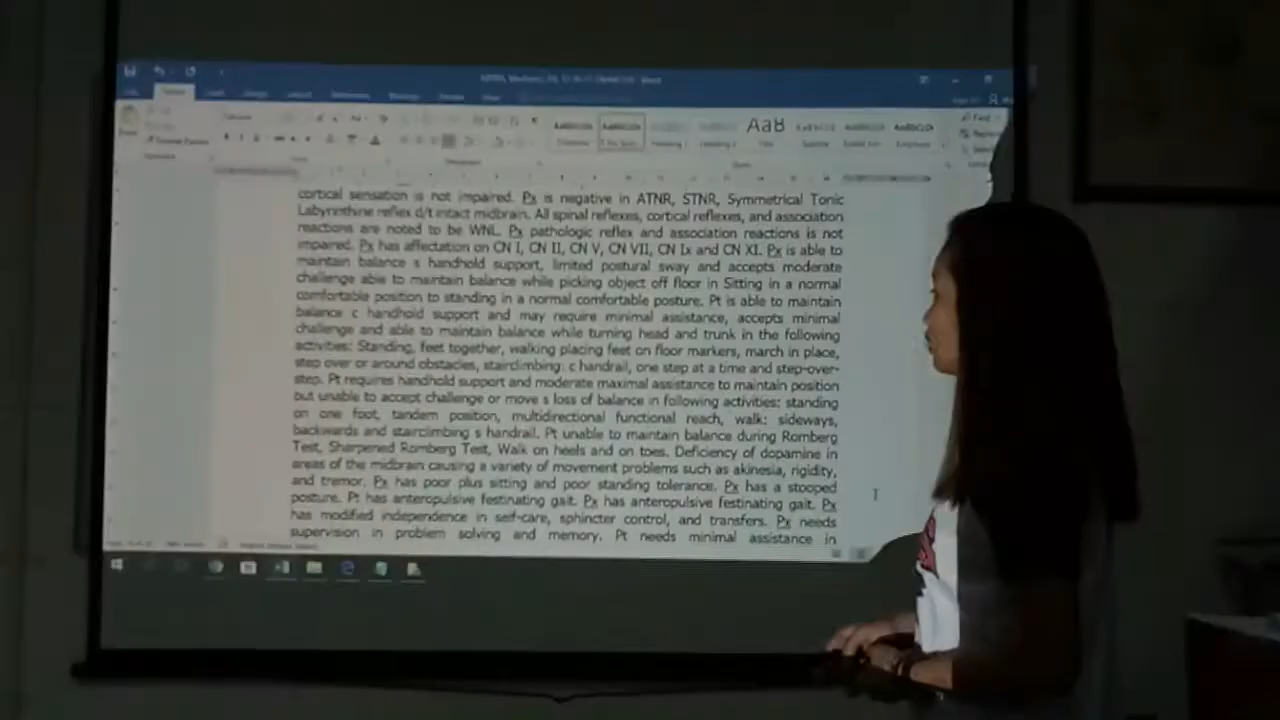 AaB
cortical sensation is not impaired. Px is negative in ATNR, STNR, Symmetrical Tonic
Labyrinthine reflex d/t intact midbrain. All spinal reflexes, cortical reflexes, and association
reactions are noted to be WNL. Px pathologic reflex and association reactions is not
impaired. Px has affectation on CN I, CN II, CN V, CN VII, CN Ix and CN XI. Px is able to
maintain balance s handhold support, limited postural sway and accepts moderate
challenge able to maintain balance while picking object off floor in Sitting in a normal
comfortable position to standing in a normal comfortable posture. Pt is able to maintain
balance c handhold support and may require minimal assistance, accepts minimal
challenge and able to maintain balance while turning head and trunk in the following
activities: Standing, feet together, walking placing feet on floor markers, march in place,
step over or around obstacles, stairclimbing: c handrail, one step at a time and step-over-
step. Pt requires handhold support and moderate maximal assistance to maintain position
but unable to accept challenge or move s loss of balance in following activities: standing
on one foot, tandem position, multidirectional functional reach, walk: sideways,
backwards and stairclimbing s handrail. Pt unable to maintain balance during Romberg
Test, Sharpened Romberg Test, Walk on heels and on toes. Deficiency of dopamine in
areas of the midbrain causing a variety of movement problems such as akinesia, rigidity,
and tremor. Px has poor plus sitting and poor standing tolerance. Px has a stooped
posture. Pt has anteropulsive festinating gait. Px has anteropulsive festinating gait. Px
has modified independence in self-care, sphincter control, and transfers. Px needs
supervision in problem solving and memory. Pt needs minimal assistance in